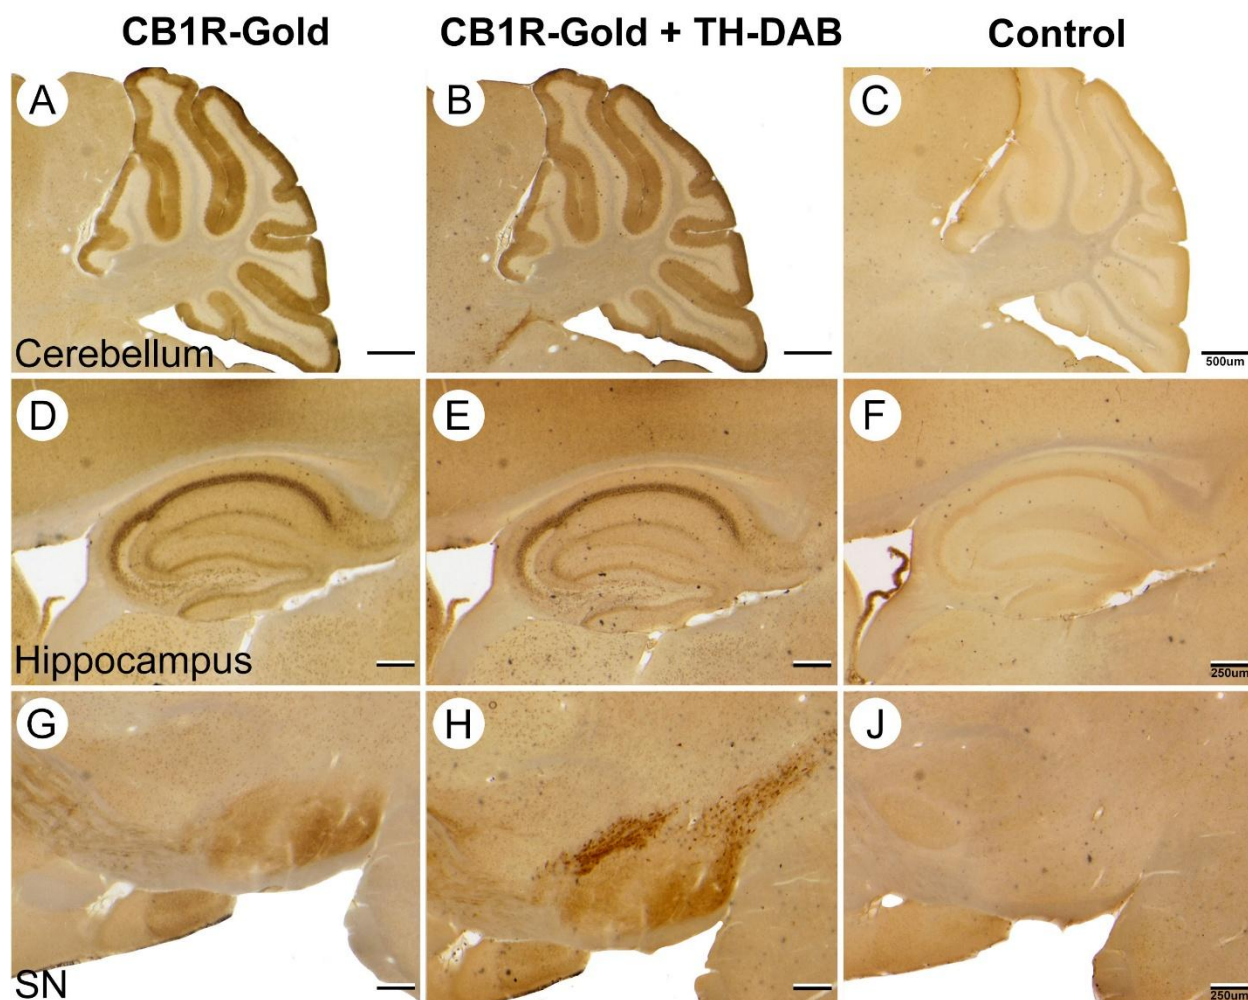 CB1R-Gold CB1R-Gold + TH-DAB Control
A B C
Cerebellum 500um
D E F
Hippocampus 250um
G H J
SN 250um